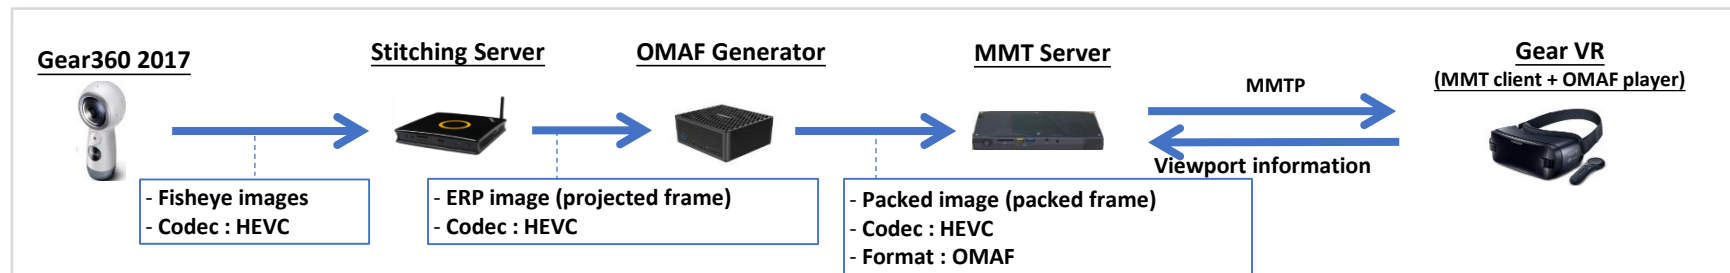 Gear360 2017
Stitching Server
OMAF Generator
MMT Server
Gear VR
(MMT client + OMAF player)
MMTP
Viewport information
- Fisheye images
- Codec : HEVC
- ERP image (projected frame)
- Codec : HEVC
- Packed image (packed frame)
- Codec : HEVC
- Format : OMAF